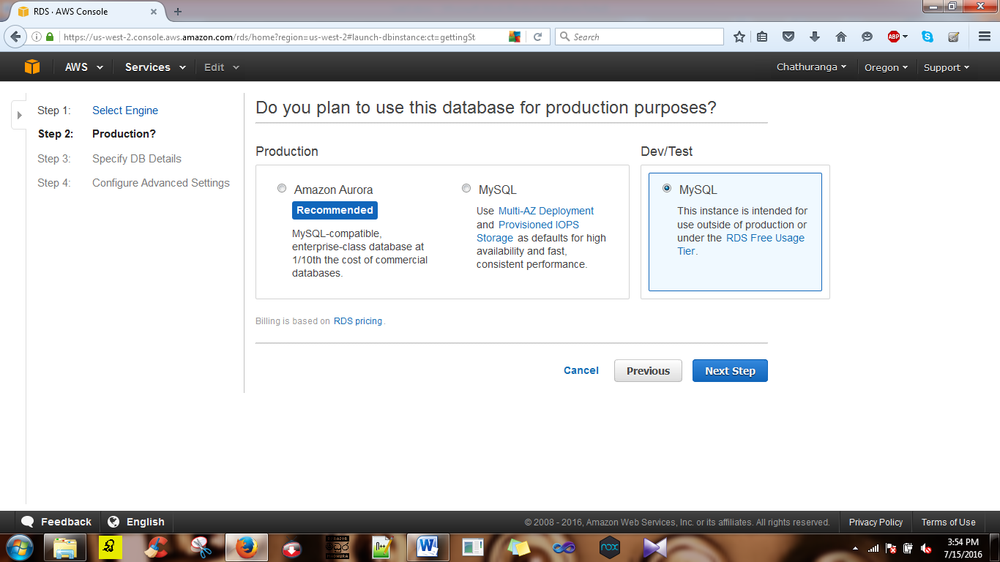 RDS · AWS Console
https://us-west-2.console.aws.amazon.com/rds/home?region=us-west-2#launch-dbinstance:ct=gettingSt
Search
ABP
AWS
Services
Edit
Chathuranga
Oregon
Support
Step 1: Select Engine
Step 2: Production?
Step 3: Specify DB Details
Step 4: Configure Advanced Settings
Do you plan to use this database for production purposes?
Production
Amazon Aurora
Recommended
MySQL-compatible,
enterprise-class database at
1/10th the cost of commercial
databases.
MySQL
Use Multi-AZ Deployment
and Provisioned IOPS
Storage as defaults for high
availability and fast,
consistent performance.
Dev/Test
MySQL
This instance is intended for
use outside of production or
under the RDS Free Usage
Tier.
Billing is based on RDS pricing.
Cancel
Previous
Next Step
Feedback
English
© 2008 - 2016, Amazon Web Services, Inc. or its affiliates. All rights reserved.
Privacy Policy
Terms of Use
nox
3:54 PM
7/15/2016